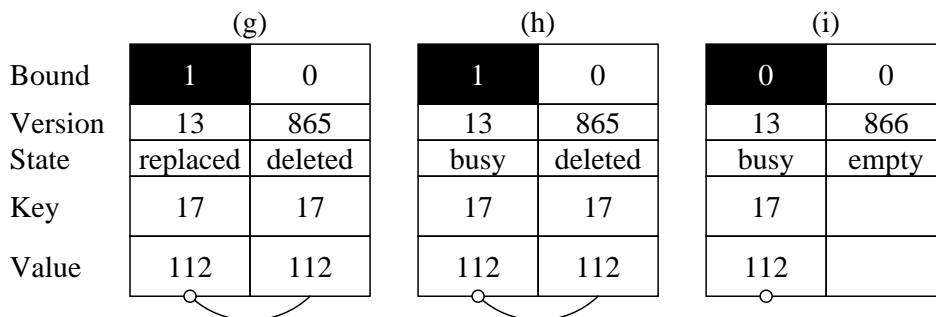 (g) (h) (i)
Bound 1 0 1 0 0 0
Version 13 865 13 865 13 866
State replaced deleted busy deleted busy empty
Key 17 17 17 17 17
Value 112 112 112 112 112